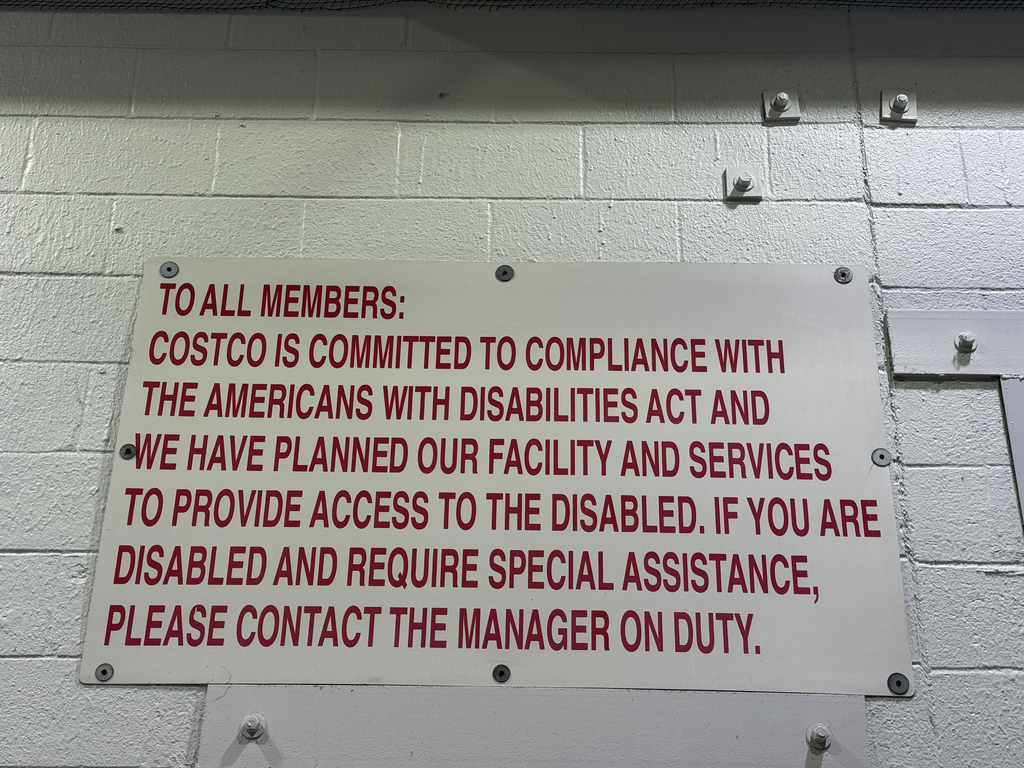 TO ALL MEMBERS:
COSTCO IS COMMITTED TO COMPLIANCE WITH
THE AMERICANS WITH DISABILITIES ACT AND
WE HAVE PLANNED OUR FACILITY AND SERVICES
TO PROVIDE ACCESS TO THE DISABLED. IF YOU ARE
DISABLED AND REQUIRE SPECIAL ASSISTANCE,
PLEASE CONTACT THE MANAGER ON DUTY.